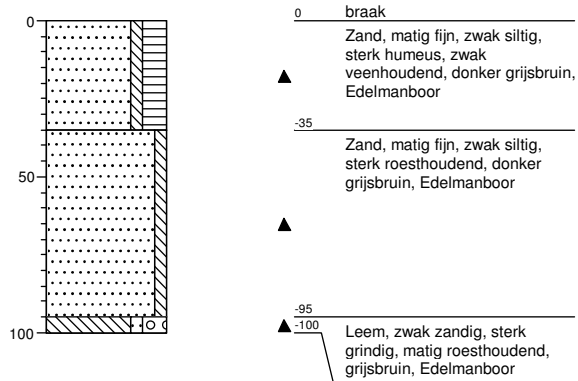 0
50
100
0 braak
Zand, matig fijn, zwak siltig,
sterk humeus, zwak
veenhoudend, donker grijsbruin,
Edelmanboor
-35
Zand, matig fijn, zwak siltig,
sterk roesthoudend, donker
grijsbruin, Edelmanboor
-95
-100
Leem, zwak zandig, sterk
grindig, matig roesthoudend,
grijsbruin, Edelmanboor